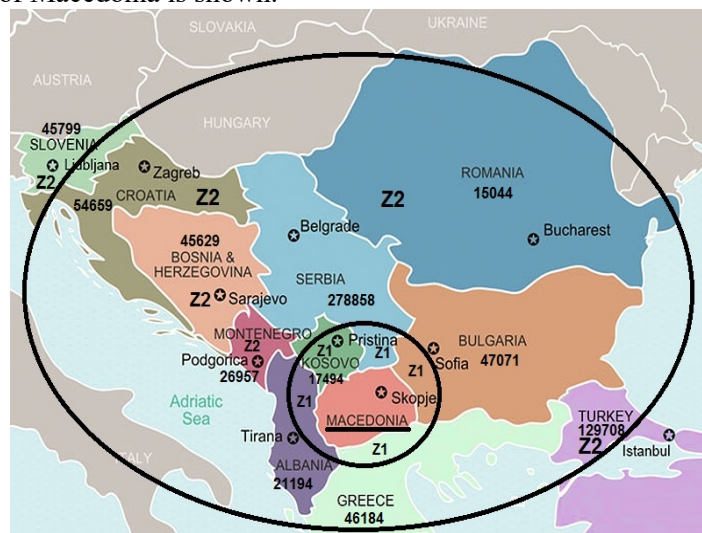 of Macedonia is shown.
SLOVAKIA
UKRAINE
AUSTRIA
HUNGARY
45799
SLOVENIA
Ljubljana
Z2
Zagreb
CROATIA
Z2
54659
ROMANIA
15044
Z2
Bucharest
45629
BOSNIA &
HERZEGOVINA
Z2
Sarajevo
Belgrade
SERBIA
278858
MONTENEGRO
Z2
Podgorica
26957
Pristina
Z1
Z1
KOSOVO
17494
BULGARIA
47071
Z1
Sofia
Z1
Skopje
MACEDONIA
Adriatic
Sea
Tirana
ALBANIA
21194
Z1
GREECE
46184
TURKEY
129708
Z2
Istanbul
ITALY